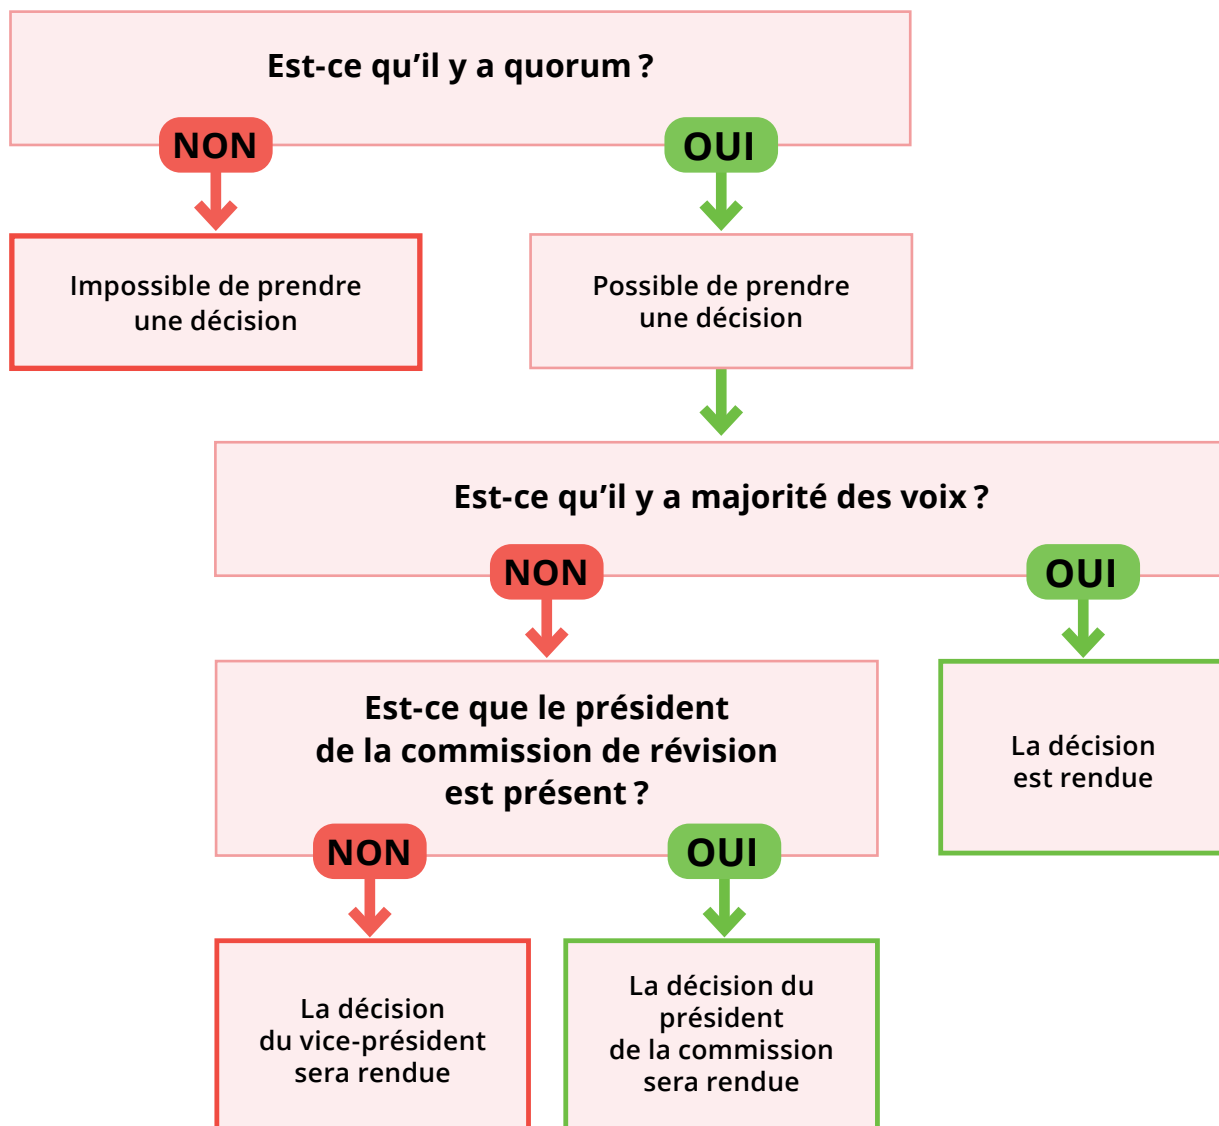 Est-ce qu’il y a quorum ?
NON
OUI
Impossible de prendre
une décision
Possible de prendre
une décision
Est-ce qu’il y a majorité des voix ?
NON
OUI
Est-ce que le président
de la commission de révision
est présent ?
La décision
est rendue
NON
OUI
La décision
du vice-président
sera rendue
La décision du
président
de la commission
sera rendue